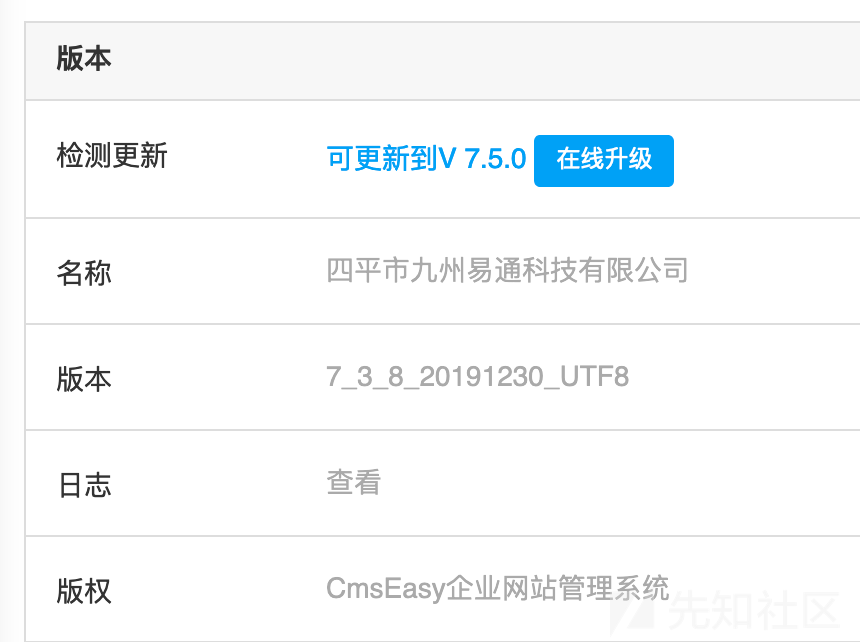 版本
检测更新 可更新到V 7.5.0 在线升级
名称 四平市九州易通科技有限公司
版本 7_3_8_20191230_UTF8
日志 查看
版权 CmsEasy企业网站管理系统
先知社区